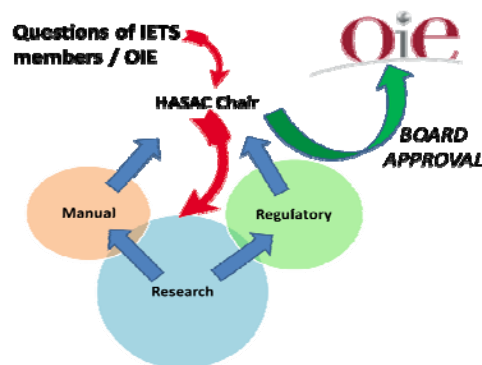 Questions of IETS
members / OIE
oie
HASAC Chair
BOARD
APPROVAL
Manual
Regulatory
Research